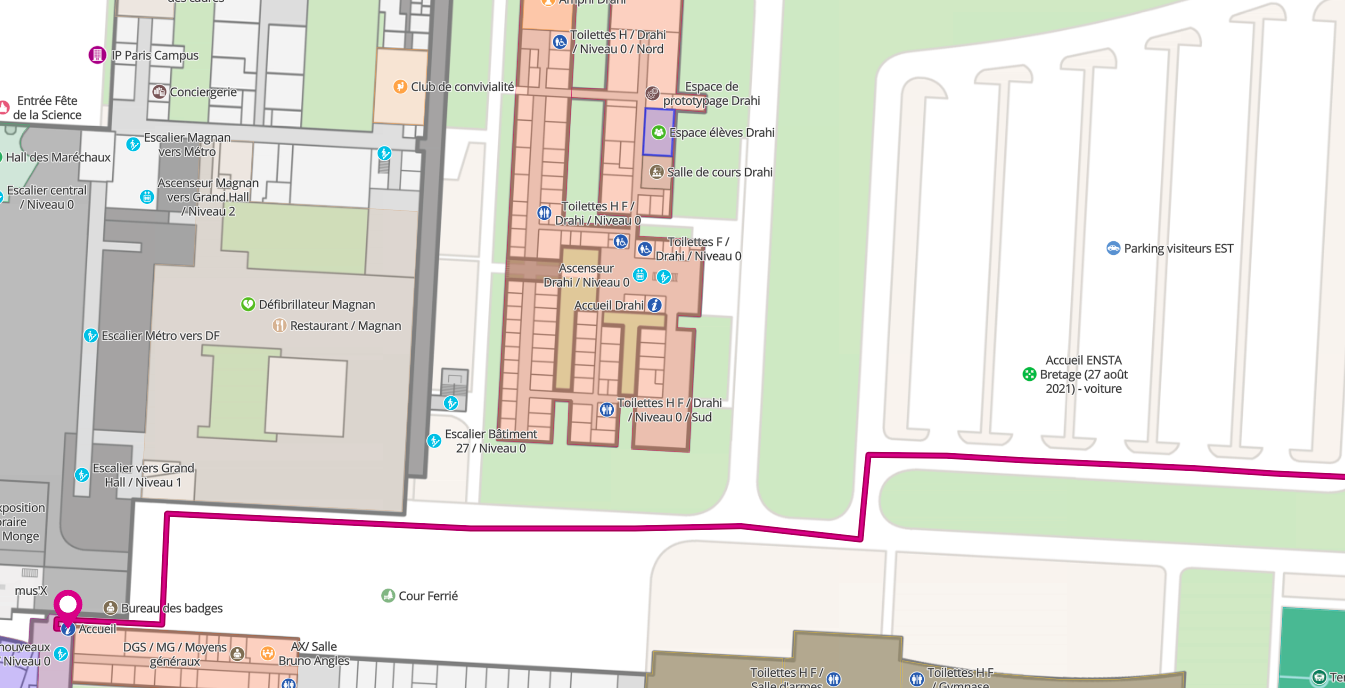 des cadres
Amphi Drahi
IP Paris Campus
Toilettes H / Drahi
/ Niveau 0 / Nord
Conciergerie
Club de convivialité
Espace de
prototypage Drahi
Entrée Fête
de la Science
Escalier Magnan
vers Métro
Espace élèves Drahi
Hall des Maréchaux
Salle de cours Drahi
Escalier central
/ Niveau 0
Ascenseur Magnan
vers Grand Hall
/ Niveau 2
Toilettes H F /
Drahi / Niveau 0
Toilettes F /
Drahi / Niveau 0
Parking visiteurs EST
Ascenseur
Drahi / Niveau 0
Défibrillateur Magnan
Accueil Drahi
Restaurant / Magnan
Escalier Métro vers DF
Accueil ENSTA
Bretage (27 août
2021) - voiture
Toilettes H F / Drahi
/ Niveau 0 / Sud
Escalier Bâtiment
27 / Niveau 0
Escalier vers Grand
Hall / Niveau 1
xposition
raire
Monge
mus'X
Bureau des badges
Cour Ferrié
Accueil
nouveaux
Niveau 0
DGS / MG / Moyens
généraux
AX/ Salle
Bruno Angles
Toilettes H F /
Salle d'armes
Toilettes H F
/ Gymnase
Te